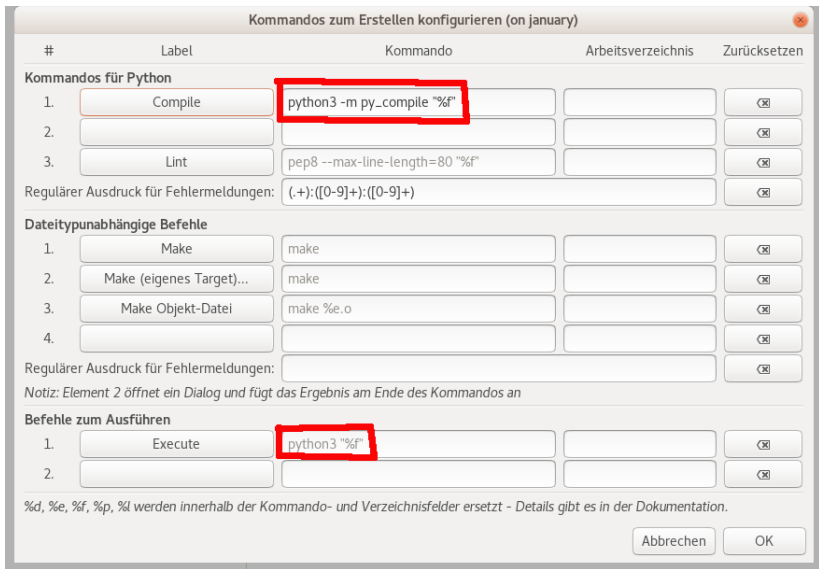 Kommandos zum Erstellen konfigurieren (on january)
# Label Kommando Arbeitsverzeichnis Zurücksetzen
Kommandos für Python
1. Compile python3 -m py_compile "%f"
2.
3. Lint pep8 --max-line-length=80 "%f"
Regulärer Ausdruck für Fehlermeldungen: (.+):([0-9]+):([0-9]+)
Dateitypunabhängige Befehle
1. Make make
2. Make (eigenes Target)... make
3. Make Objekt-Datei make %e.o
4.
Regulärer Ausdruck für Fehlermeldungen:
Notiz: Element 2 öffnet ein Dialog und fügt das Ergebnis am Ende des Kommandos an
Befehle zum Ausführen
1. Execute python3 "%f"
2.
%d, %e, %f, %p, %l werden innerhalb der Kommando- und Verzeichnisfelder ersetzt - Details gibt es in der Dokumentation.
Abbrechen OK